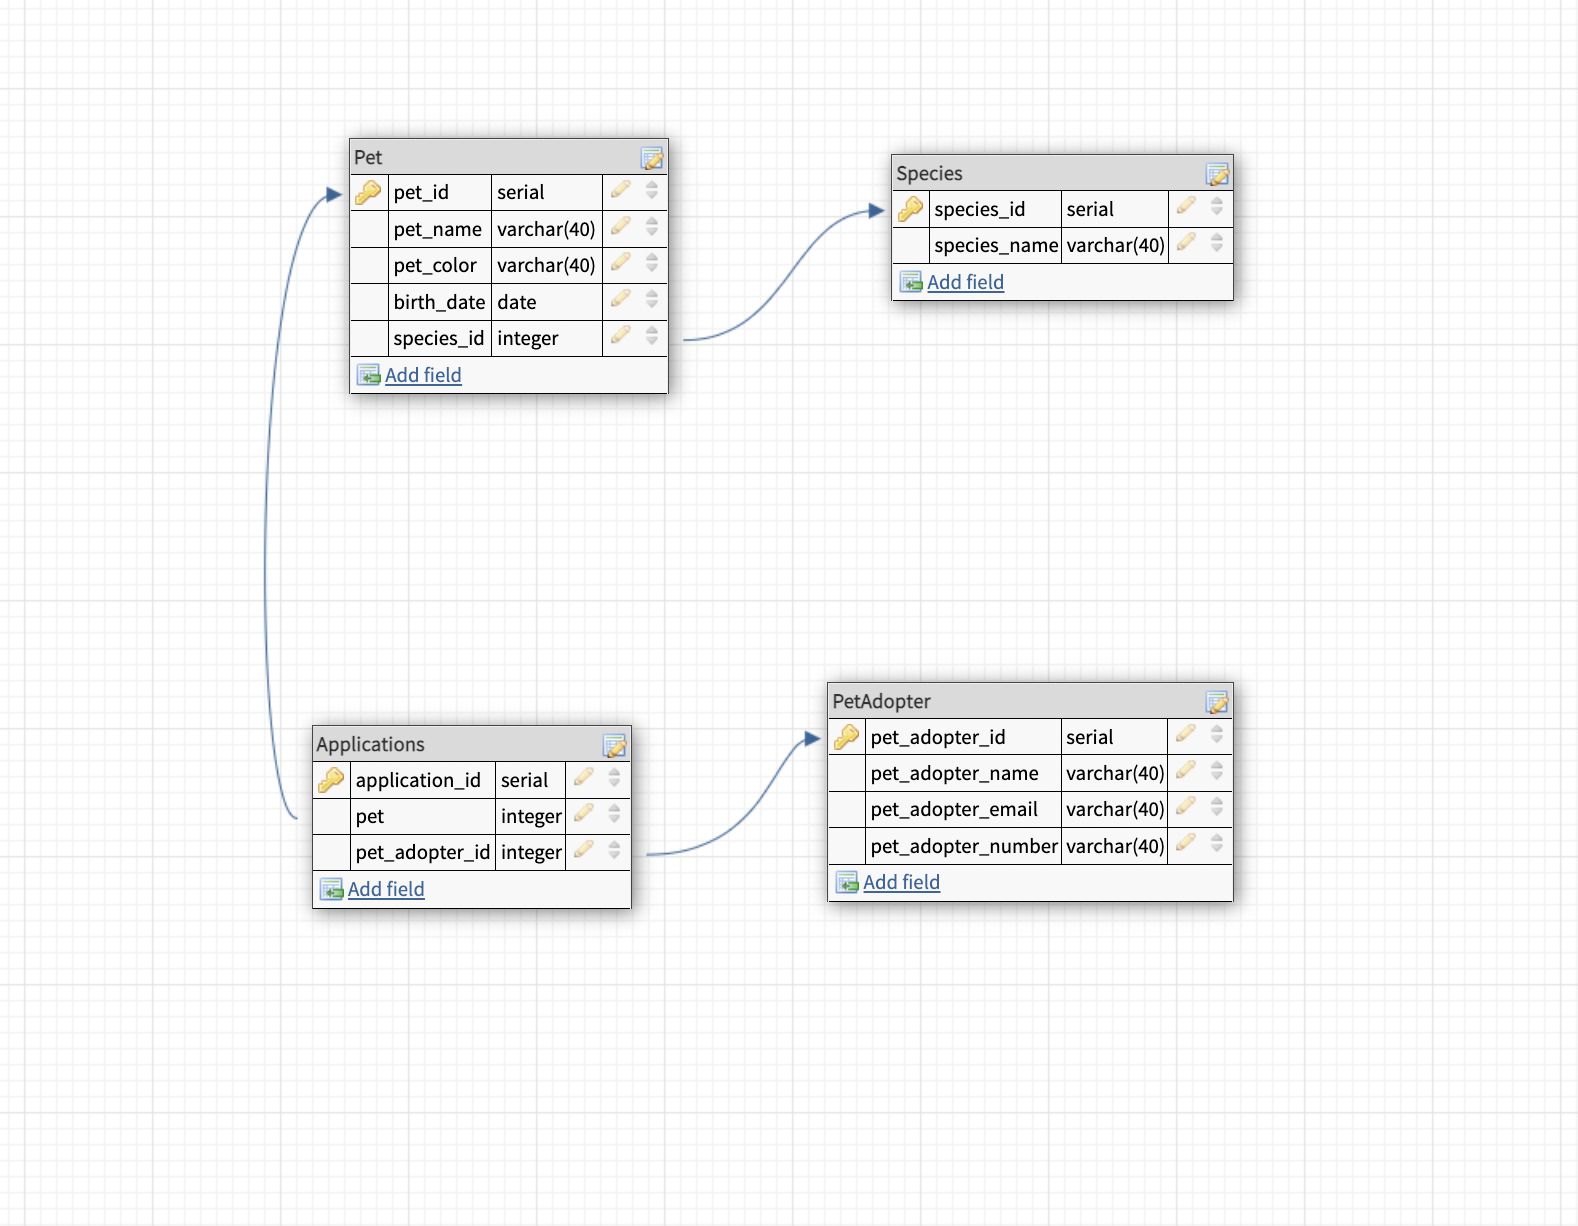 Pet
pet_id serial
pet_name varchar(40)
pet_color varchar(40)
birth_date date
species_id integer
Add field
Species
species_id serial
species_name varchar(40)
Add field
Applications
application_id serial
pet integer
pet_adopter_id integer
Add field
PetAdopter
pet_adopter_id serial
pet_adopter_name varchar(40)
pet_adopter_email varchar(40)
pet_adopter_number varchar(40)
Add field